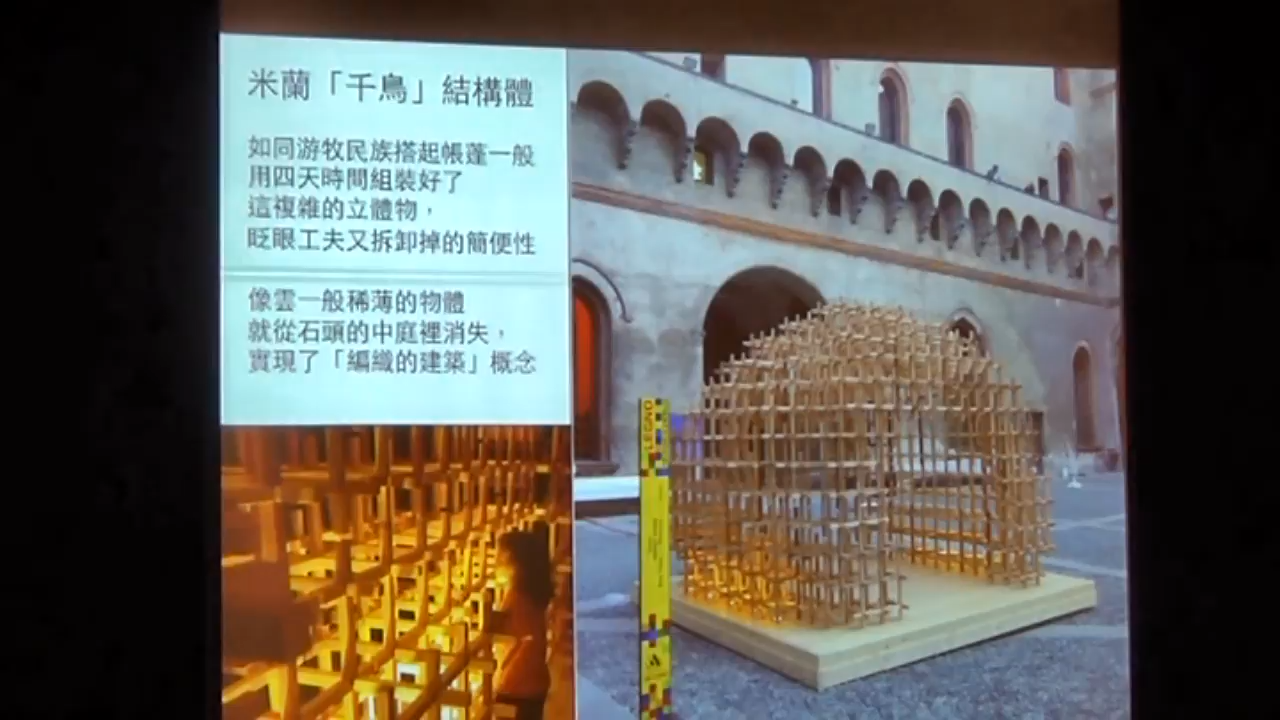 米蘭「千鳥」結構體
如同游牧民族搭起帳蓬一般
用四天時間組裝好了
這複雜的立體物，
眨眼工夫又拆卸掉的簡便性
像雲一般稀薄的物體
就從石頭的中庭裡消失，
實現了「編織的建築」概念
LEGNO